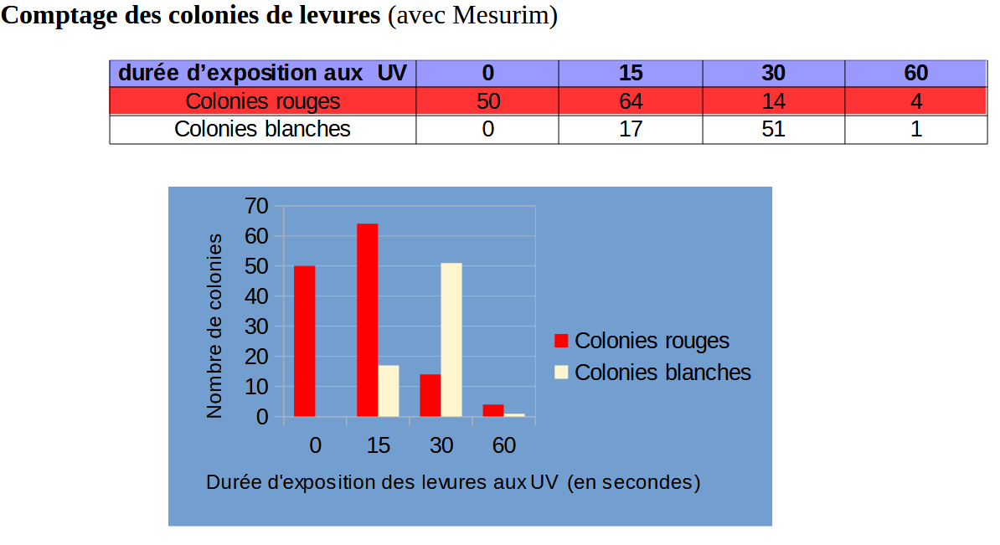 Comptage des colonies de levures (avec Mesurim)
durée d’exposition aux UV 0 15 30 60
Colonies rouges 50 64 14 4
Colonies blanches 0 17 51 1
70
60
50
40
30
20
10
0
Nombre de colonies
0 15 30 60
Durée d'exposition des levures aux UV (en secondes)
Colonies rouges
Colonies blanches